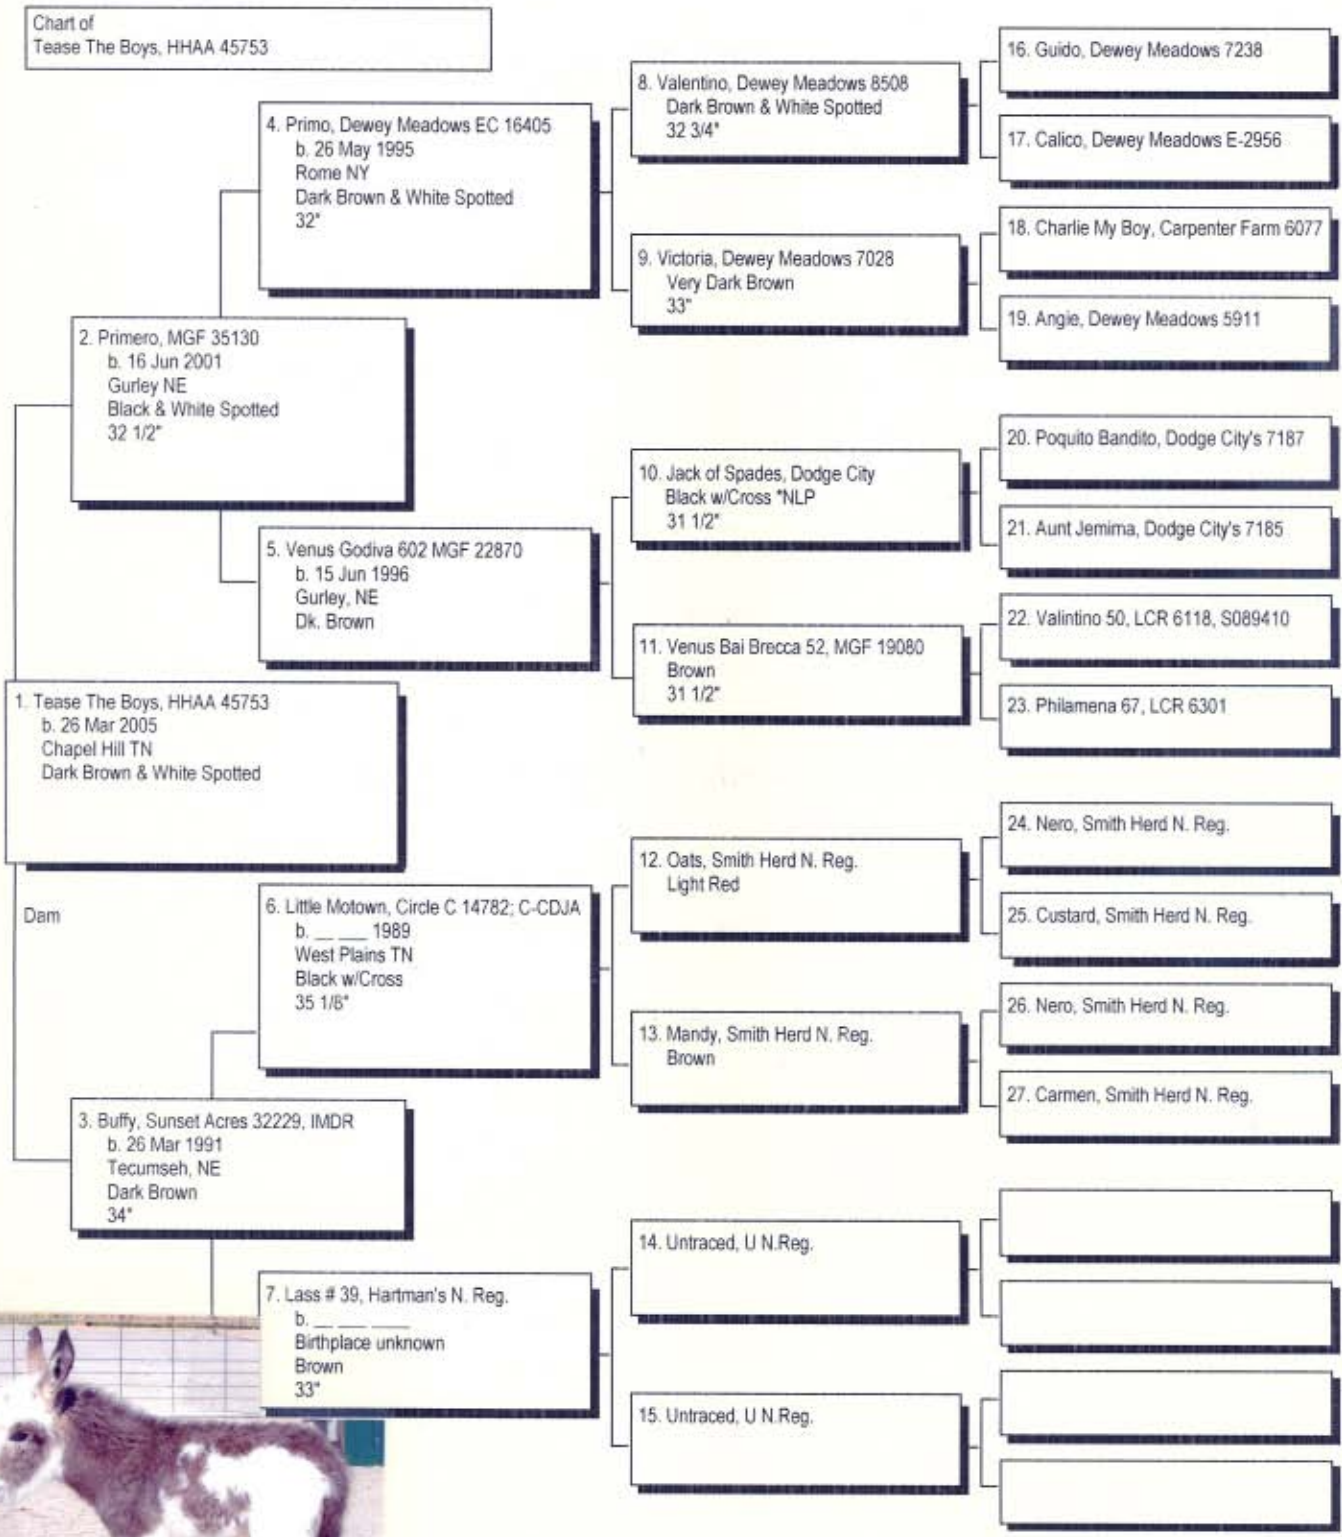 Chart of
Tease The Boys, HHAA 45753
1. Tease The Boys, HHAA 45753
b. 26 Mar 2005
Chapel Hill TN
Dark Brown & White Spotted
Dam
2. Primero, MGF 35130
b. 16 Jun 2001
Gurley NE
Black & White Spotted
32 1/2"
3. Buffy, Sunset Acres 32229, IMDR
b. 26 Mar 1991
Tecumseh, NE
Dark Brown
34"
4. Primo, Dewey Meadows EC 16405
b. 26 May 1995
Rome NY
Dark Brown & White Spotted
32"
5. Venus Godiva 602 MGF 22870
b. 15 Jun 1996
Gurley, NE
Dk. Brown
6. Little Motown, Circle C 14782; C-CDJA
b. __ ___ 1989
West Plains TN
Black w/Cross
35 1/8"
7. Lass # 39, Hartman's N. Reg.
b. __ ___ ____
Birthplace unknown
Brown
33"
8. Valentino, Dewey Meadows 8508
Dark Brown & White Spotted
32 3/4"
9. Victoria, Dewey Meadows 7028
Very Dark Brown
33"
10. Jack of Spades, Dodge City
Black w/Cross *NLP
31 1/2"
11. Venus Bai Brecca 52, MGF 19080
Brown
31 1/2"
12. Oats, Smith Herd N. Reg.
Light Red
13. Mandy, Smith Herd N. Reg.
Brown
14. Untraced, U N.Reg.
15. Untraced, U N.Reg.
16. Guido, Dewey Meadows 7238
17. Calico, Dewey Meadows E-2956
18. Charlie My Boy, Carpenter Farm 6077
19. Angie, Dewey Meadows 5911
20. Poquito Bandito, Dodge City's 7187
21. Aunt Jemima, Dodge City's 7185
22. Valintino 50, LCR 6118, S089410
23. Philamena 67, LCR 6301
24. Nero, Smith Herd N. Reg.
25. Custard, Smith Herd N. Reg.
26. Nero, Smith Herd N. Reg.
27. Carmen, Smith Herd N. Reg.